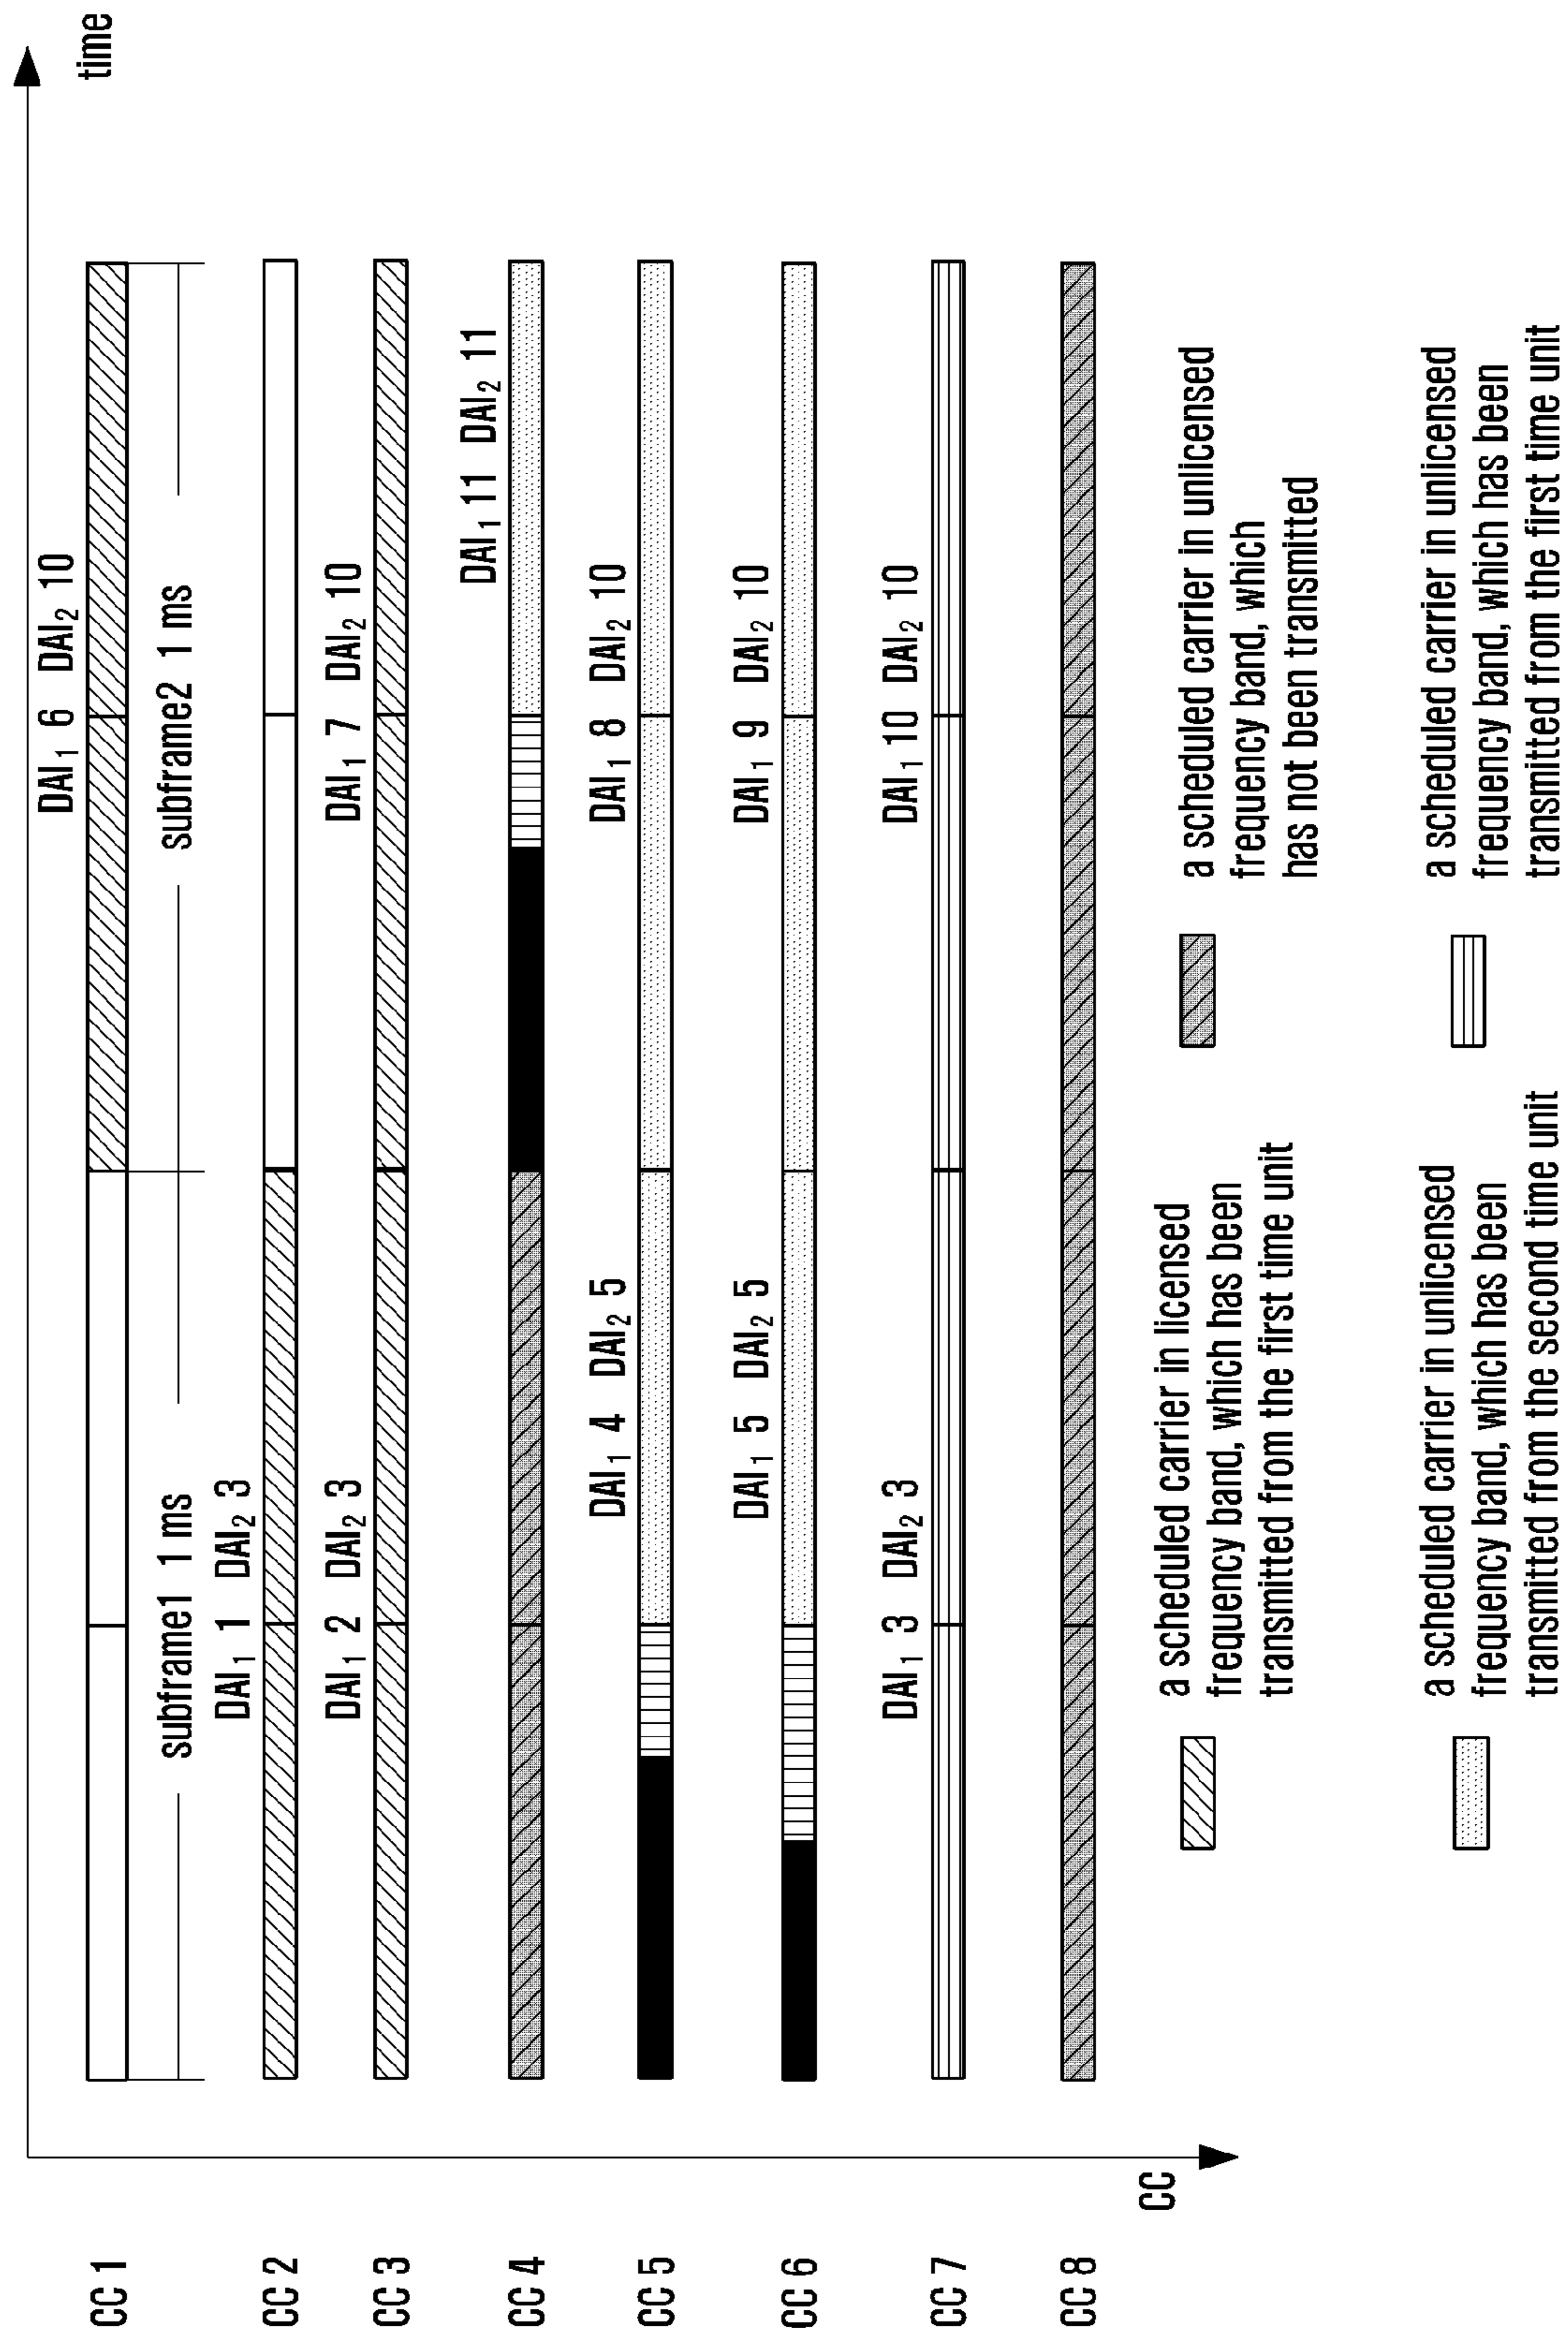 time
DAI₁ 6 DAI₂ 10
CC 1
subframe1 1 ms
subframe2 1 ms
DAI₁ 1 DAI₂ 3
CC 2
DAI₁ 2 DAI₂ 3
DAI₁ 7 DAI₂ 10
CC 3
DAI₁ 11 DAI₂ 11
CC 4
DAI₁ 4 DAI₂ 5
DAI₁ 8 DAI₂ 10
CC 5
DAI₁ 5 DAI₂ 5
DAI₁ 9 DAI₂ 10
CC 6
DAI₁ 3 DAI₂ 3
DAI₁ 10 DAI₂ 10
CC 7
CC 8
CC
a scheduled carrier in licensed
frequency band, which has been
transmitted from the first time unit
a scheduled carrier in unlicensed
frequency band, which
has not been transmitted
a scheduled carrier in unlicensed
frequency band, which has been
transmitted from the second time unit
a scheduled carrier in unlicensed
frequency band, which has been
transmitted from the first time unit